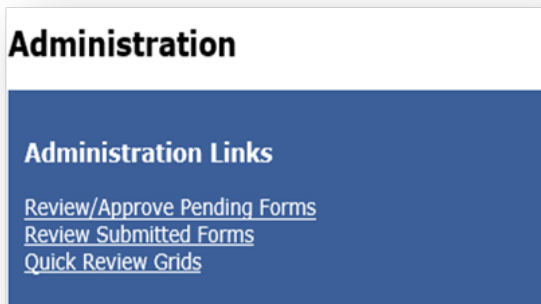 Administration
Administration Links
Review/Approve Pending Forms
Review Submitted Forms
Quick Review Grids